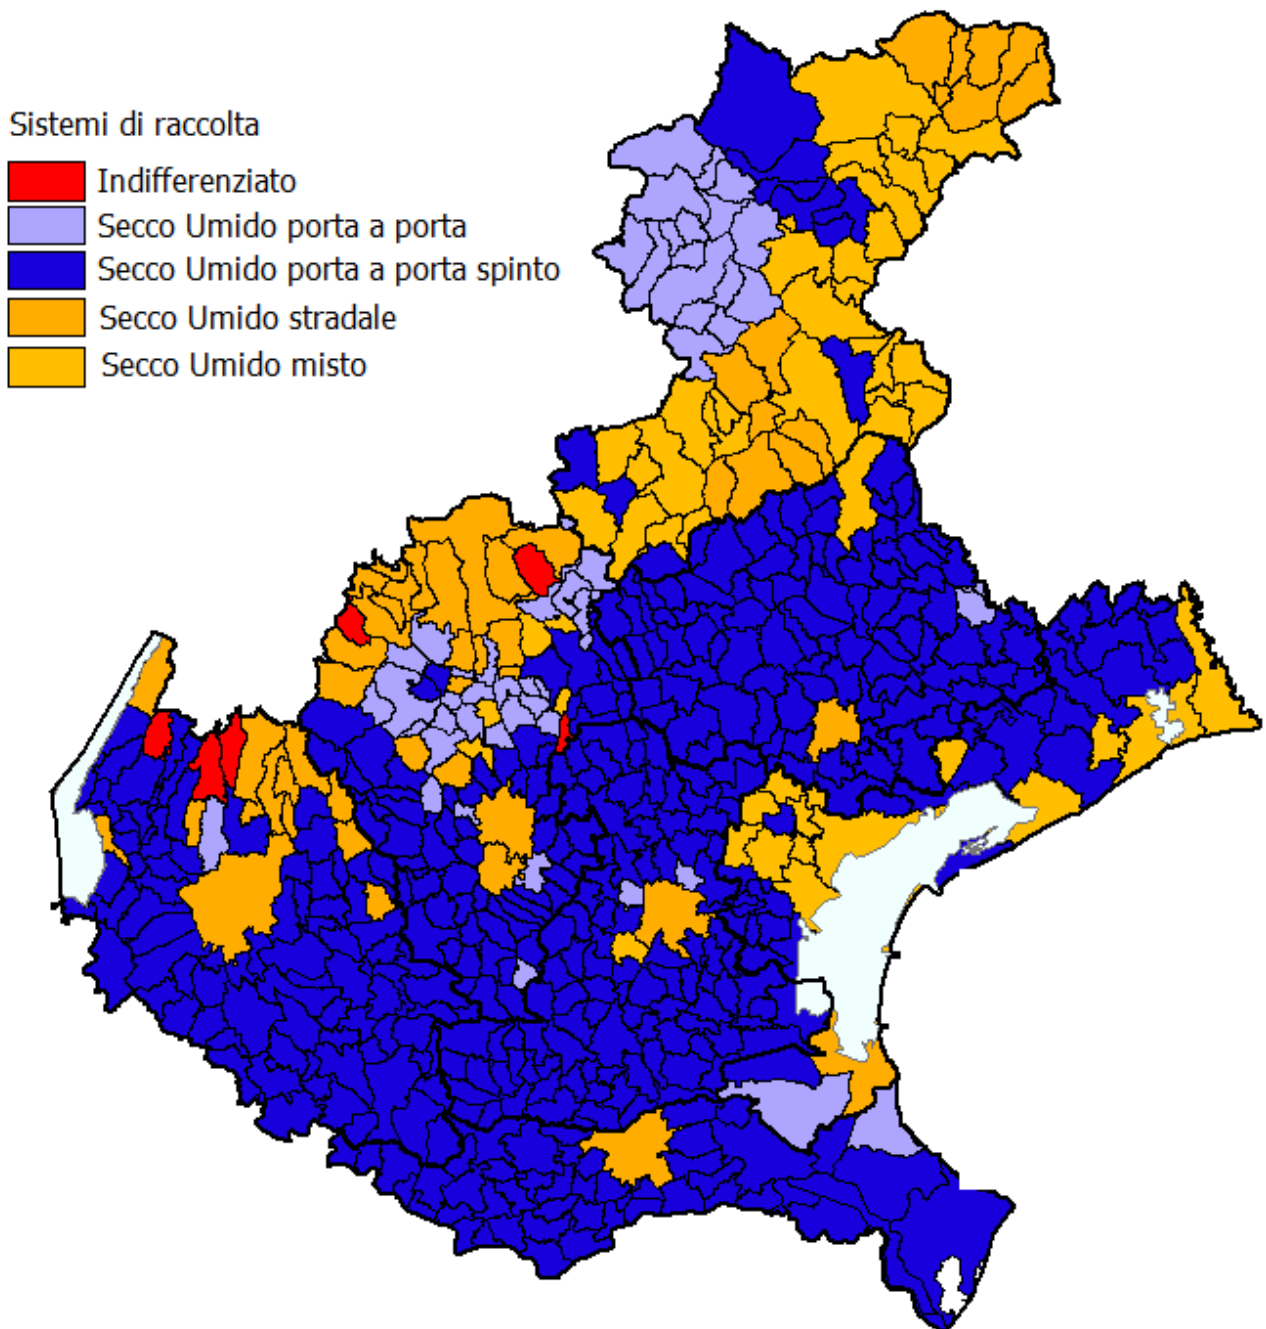 Sistemi di raccolta
Indifferenziato
Secco Umido porta a porta
Secco Umido porta a porta spinto
Secco Umido stradale
Secco Umido misto